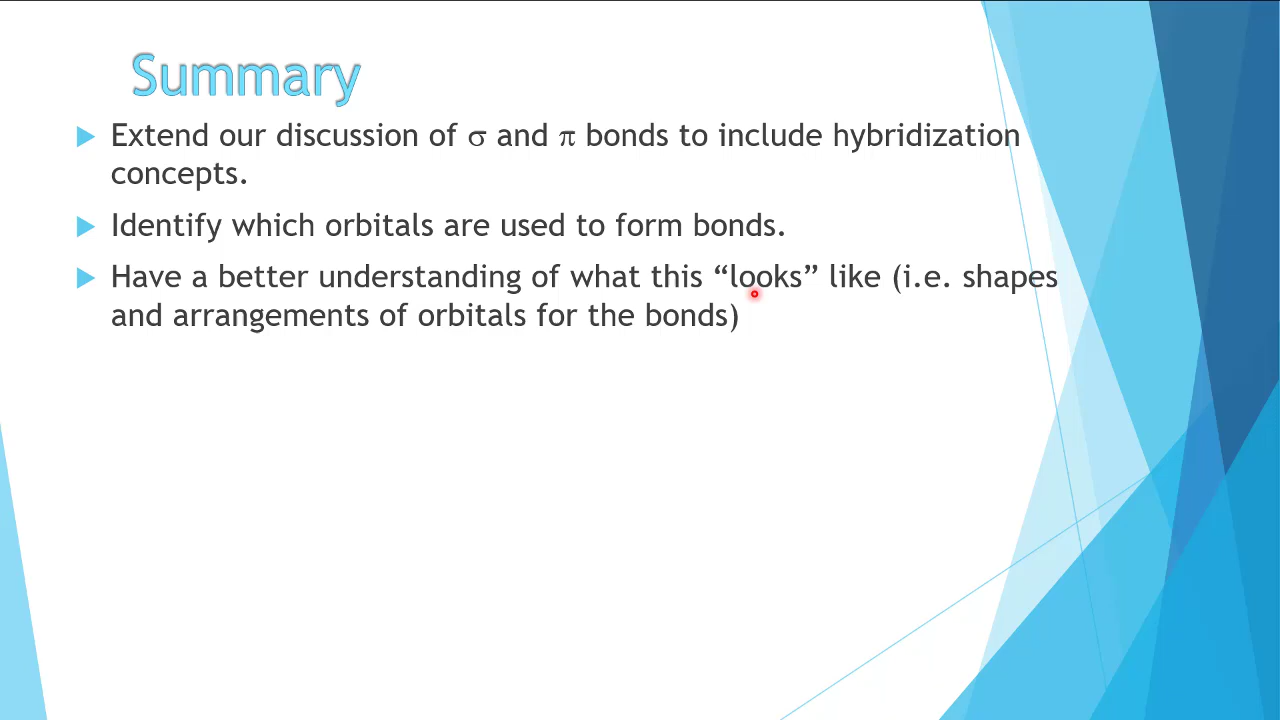 Summary
Extend our discussion of σ and π bonds to include hybridization
concepts.
Identify which orbitals are used to form bonds.
Have a better understanding of what this “looks” like (i.e. shapes
and arrangements of orbitals for the bonds)